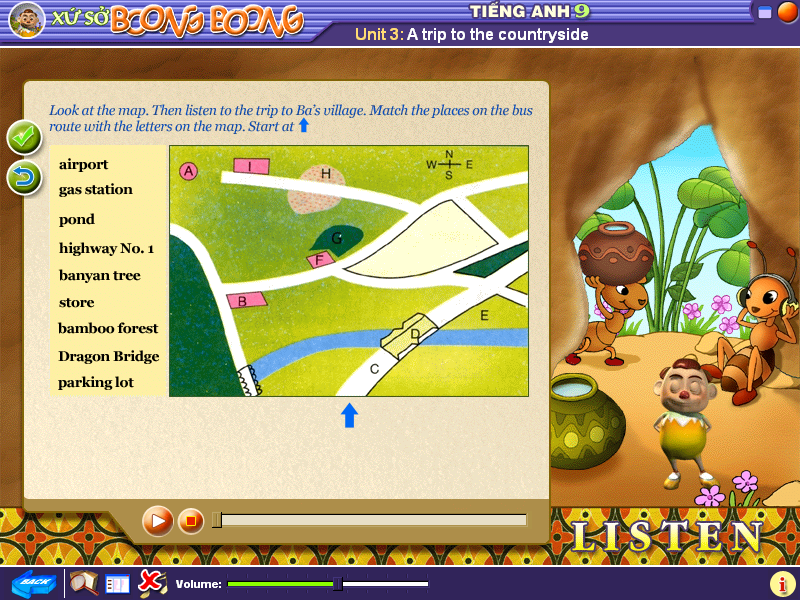 XỨ SỞ BOONG BOONG
TIẾNG ANH 9
Unit 3: A trip to the countryside
Look at the map. Then listen to the trip to Ba's village. Match the places on the bus
route with the letters on the map. Start at
airport
gas station
pond
highway No. 1
banyan tree
store
bamboo forest
Dragon Bridge
parking lot
A
I
H
N
W E
S
G
F
B
E
D
C
LISTEN
BACK
Volume:
i